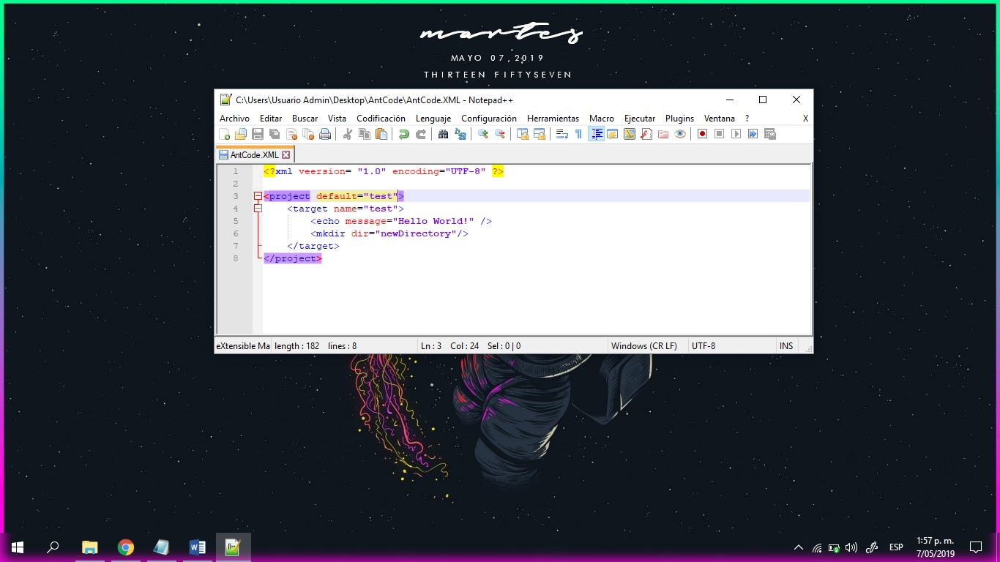 martes
MAYO 07,2019
THIRTEEN FIFTYSEVEN
C:\Users\Usuario Admin\Desktop\AntCode\AntCode.XML - Notepad++
Archivo Editar Buscar Vista Codificación Lenguaje Configuración Herramientas Macro Ejecutar Plugins Ventana ? X
AntCode.XML
1 <?xml veersion= "1.0" encoding="UTF-8" ?>
2
3 <project default="test">
4 <target name="test">
5 <echo message="Hello World!" />
6 <mkdir dir="newDirectory"/>
7 </target>
8 </project>
eXtensible Ma length : 182 lines : 8 Ln : 3 Col : 24 Sel : 0 | 0 Windows (CR LF) UTF-8 INS
ESP
1:57 p. m.
7/05/2019